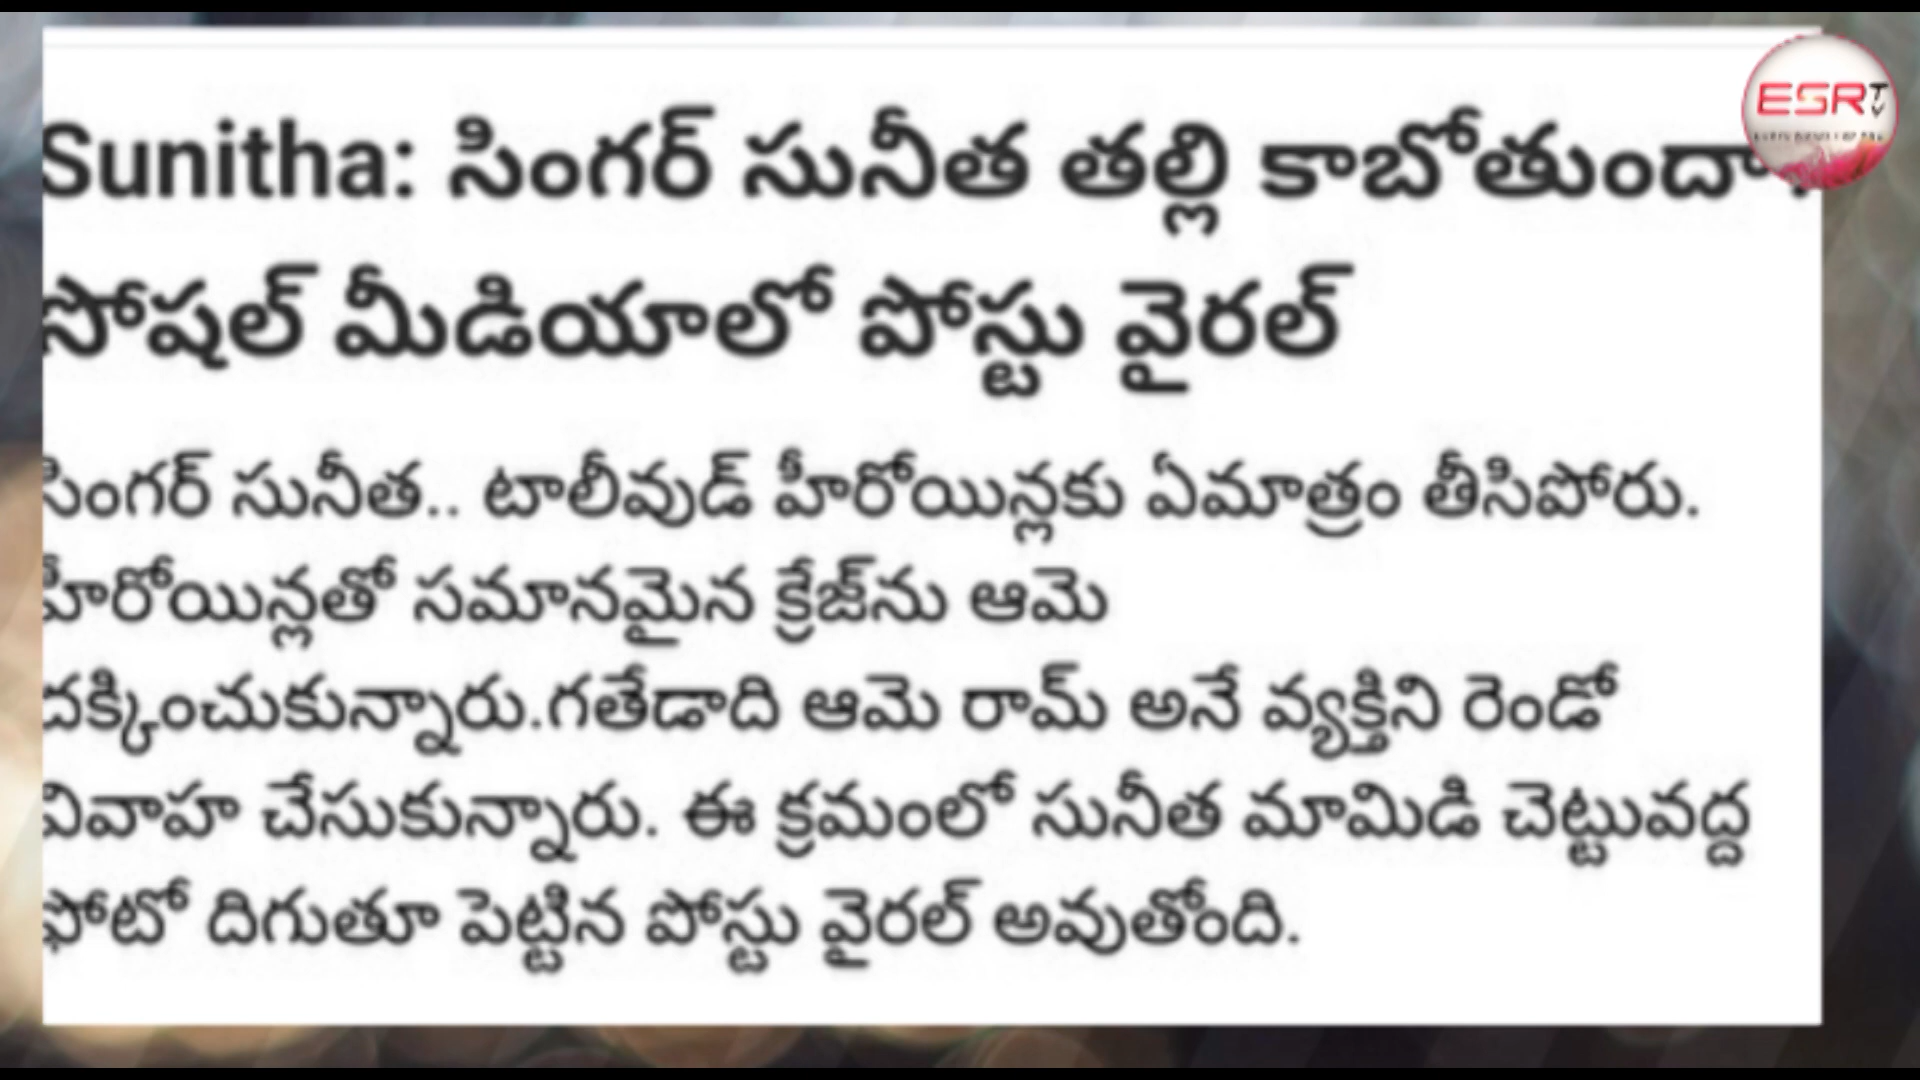 Sunitha: సింగర్ సునీత తల్లి కాబోతుందా
ESR TV
సోషల్ మీడియాలో పోస్టు వైరల్
సింగర్ సునీత.. టాలీవుడ్ హీరోయిన్లకు ఏమాత్రం తీసిపోరు.
హీరోయిన్లతో సమానమైన క్రేజ్‌ను ఆమె
దక్కించుకున్నారు.గతేడాది ఆమె రామ్ అనే వ్యక్తిని రెండో
వివాహ చేసుకున్నారు. ఈ క్రమంలో సునీత మామిడి చెట్టువద్ద
ఫోటో దిగుతూ పెట్టిన పోస్టు వైరల్ అవుతోంది.